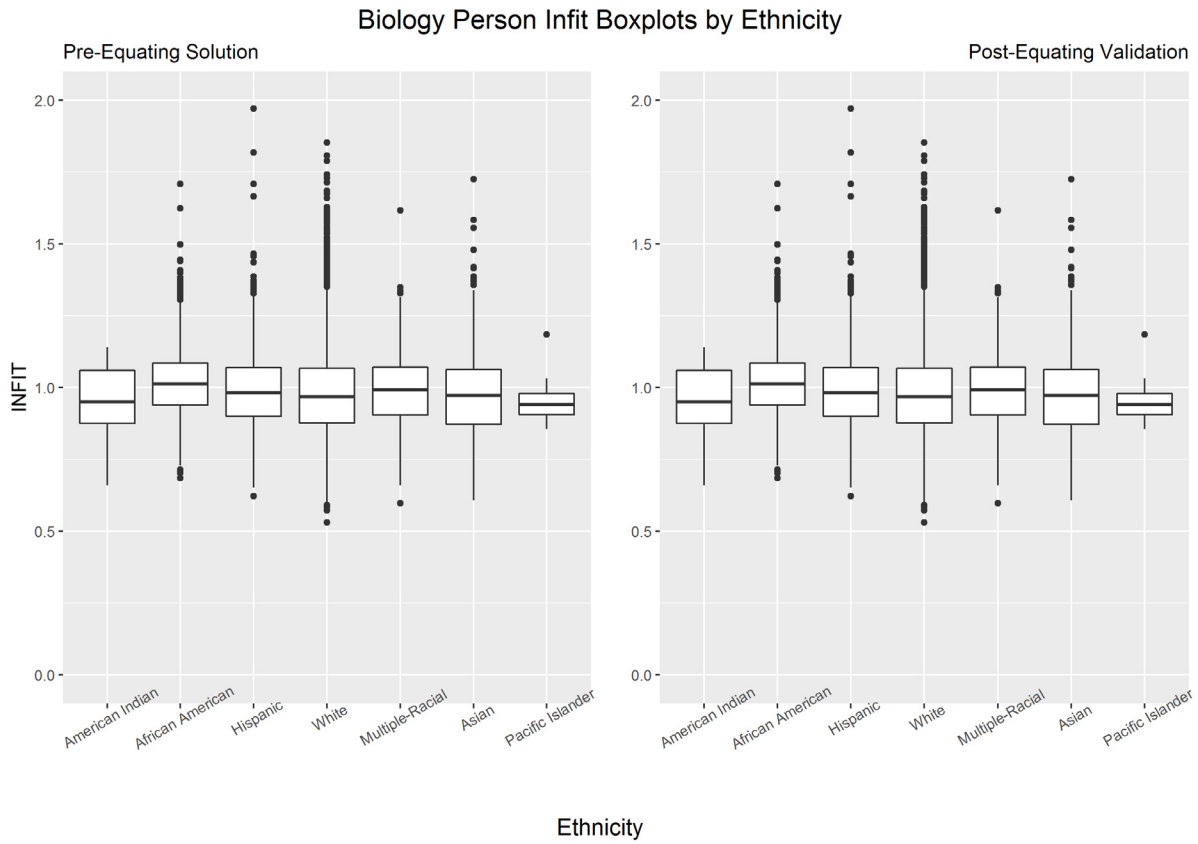 Biology Person Infit Boxplots by Ethnicity
Pre-Equating Solution
Post-Equating Validation
INFIT
2.0
1.5
1.0
0.5
0.0
American Indian
African American
Hispanic
White
Multiple-Racial
Asian
Pacific Islander
2.0
1.5
1.0
0.5
0.0
American Indian
African American
Hispanic
White
Multiple-Racial
Asian
Pacific Islander
Ethnicity